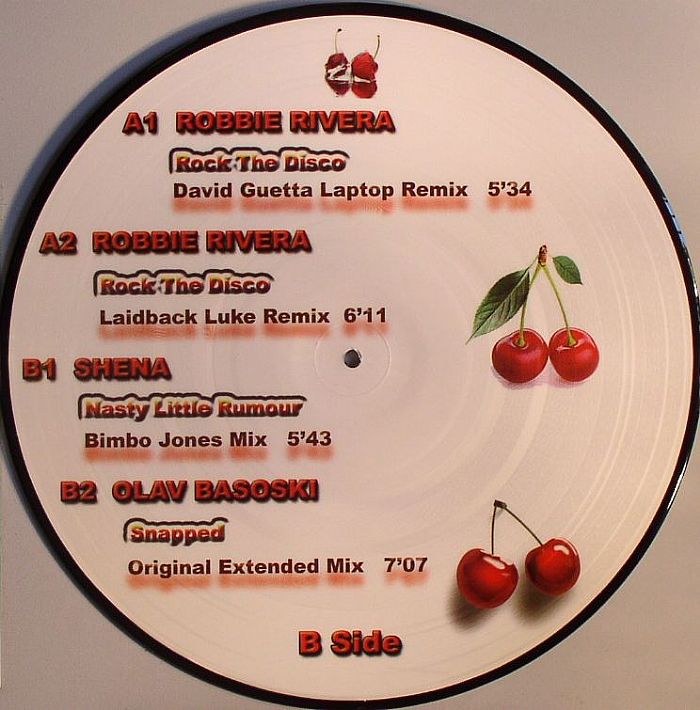 A1 ROBBIE RIVERA
Rock The Disco
David Guetta Laptop Remix 5'34
A2 ROBBIE RIVERA
Rock The Disco
Laidback Luke Remix 6'11
B1 SHENA
Nasty Little Rumour
Bimbo Jones Mix 5'43
B2 OLAV BASOSKI
Snapped
Original Extended Mix 7'07
B Side